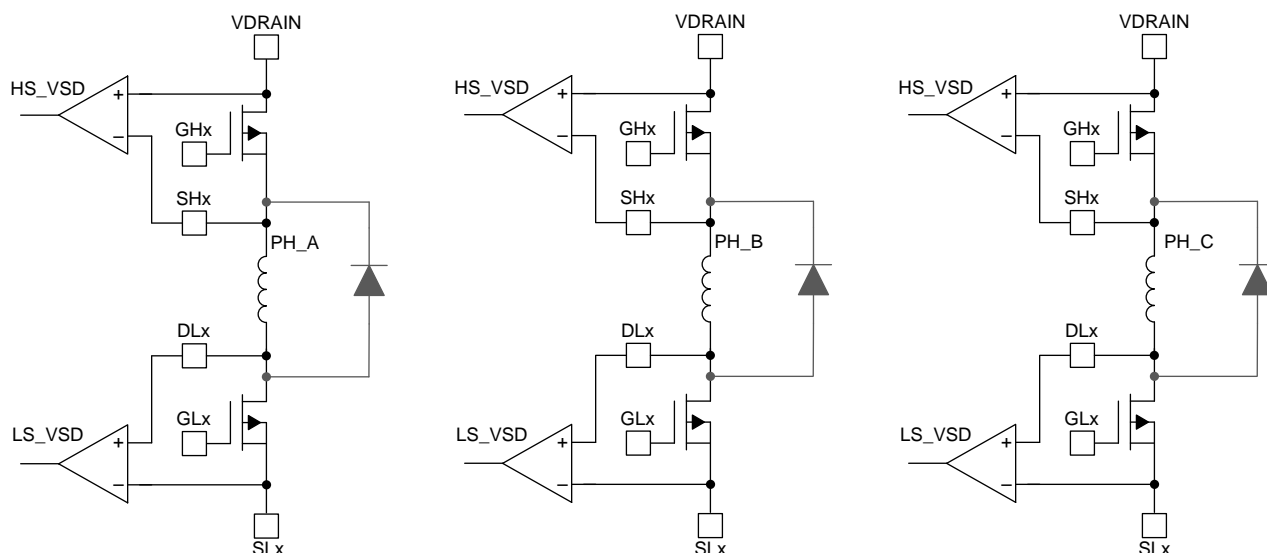 VDRAIN
HS_VSD
+
−
GHx
SHx
PH_A
DLx
GLx
LS_VSD
+
−
SLx
VDRAIN
HS_VSD
+
−
GHx
SHx
PH_B
DLx
GLx
LS_VSD
+
−
SLx
VDRAIN
HS_VSD
+
−
GHx
SHx
PH_C
DLx
GLx
LS_VSD
+
−
SLx